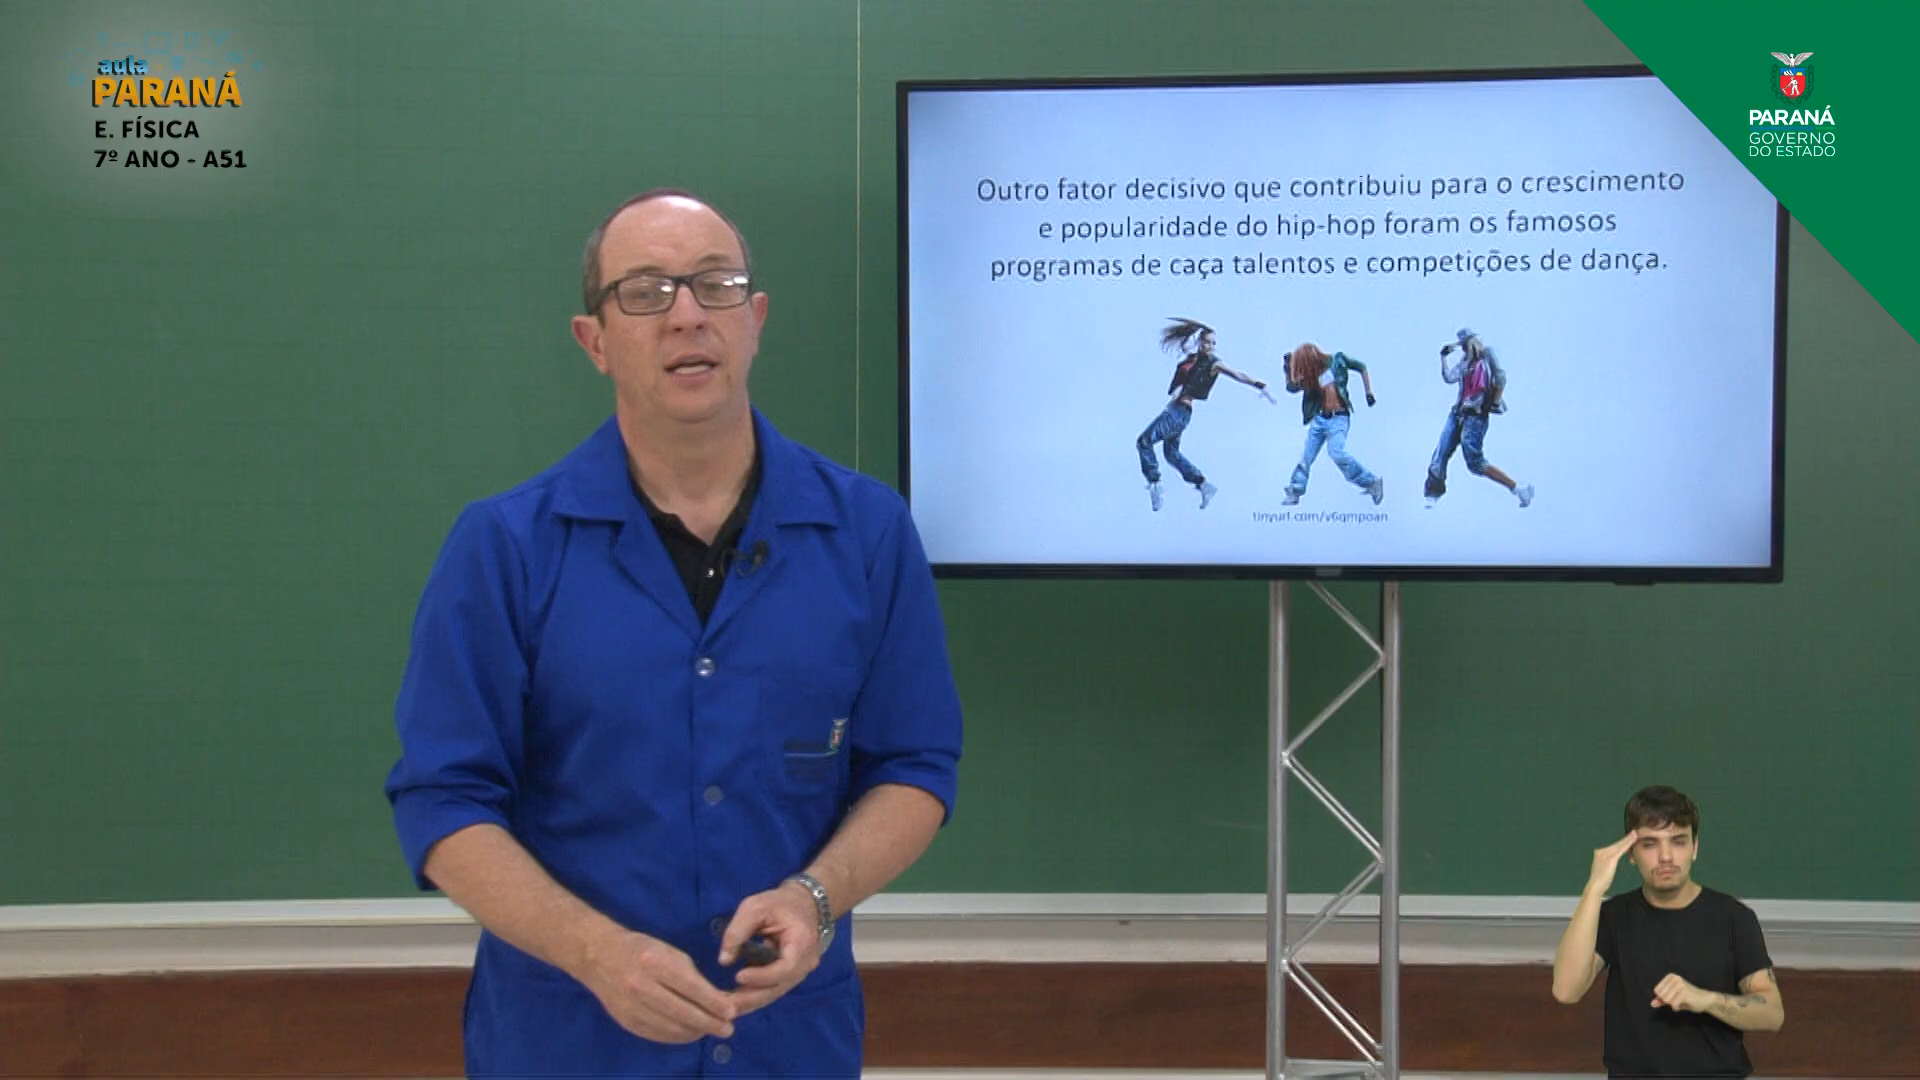 aula
PARANÁ
E. FÍSICA
7º ANO - A51
PARANÁ
GOVERNO
DO ESTADO
Outro fator decisivo que contribuiu para o crescimento
e popularidade do hip-hop foram os famosos
programas de caça talentos e competições de dança.
tinyurl.com/y6qmpoan